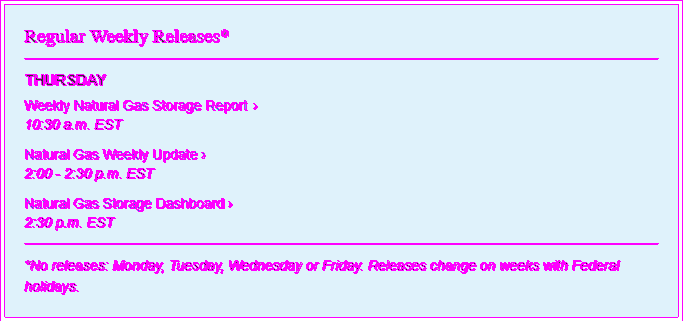 Regular Weekly Releases*
THURSDAY
Weekly Natural Gas Storage Report ›
10:30 a.m. EST
Natural Gas Weekly Update ›
2:00 - 2:30 p.m. EST
Natural Gas Storage Dashboard ›
2:30 p.m. EST
*No releases: Monday, Tuesday, Wednesday or Friday. Releases change on weeks with Federal
holidays.